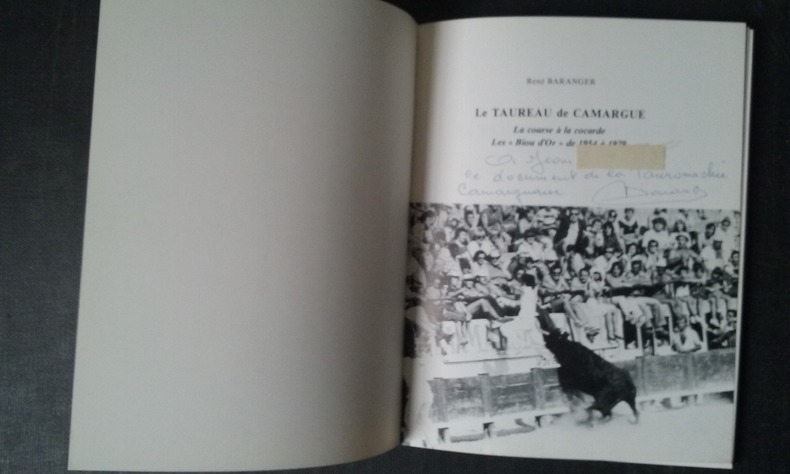 René BARANGER
Le TAUREAU de CAMARGUE
La course à la cocarde
Les « Biou d'Or » de 1954 à 1979
A Jean
ce document de la Tauromachie
Camarguaise